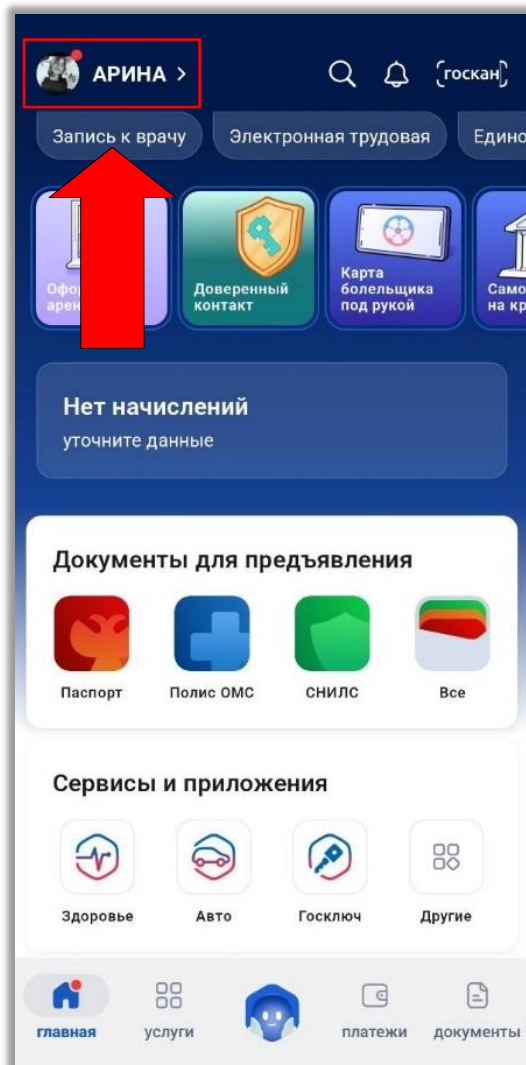 АРИНА >
госкан
Запись к врачу
Электронная трудовая
Доверенный
контакт
Карта
болельщика
под рукой
Нет начислений
уточните данные
Документы для предъявления
Паспорт
Полис ОМС
СНИЛС
Все
Сервисы и приложения
Здоровье
Авто
Госключ
Другие
главная
услуги
платежи
документы